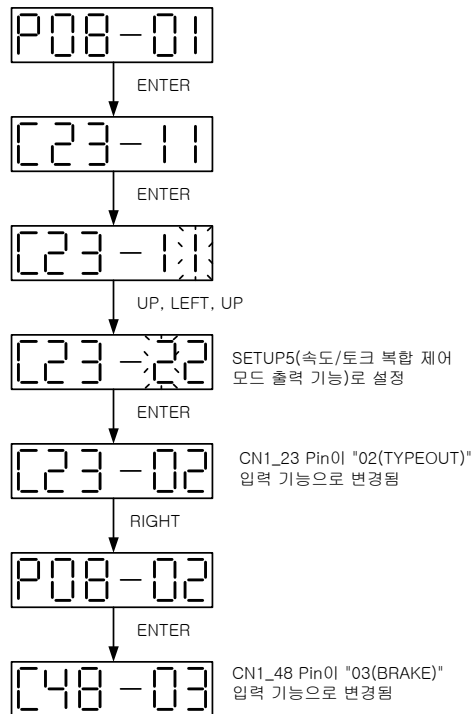 P08-01
ENTER
C23-11
ENTER
C23-11
UP, LEFT, UP
C23-22
SETUP5(속도/토크 복합 제어
모드 출력 기능)로 설정
ENTER
C23-02
CN1_23 Pin이 "02(TYPEOUT)"
입력 기능으로 변경됨
RIGHT
P08-02
ENTER
C48-03
CN1_48 Pin이 "03(BRAKE)"
입력 기능으로 변경됨